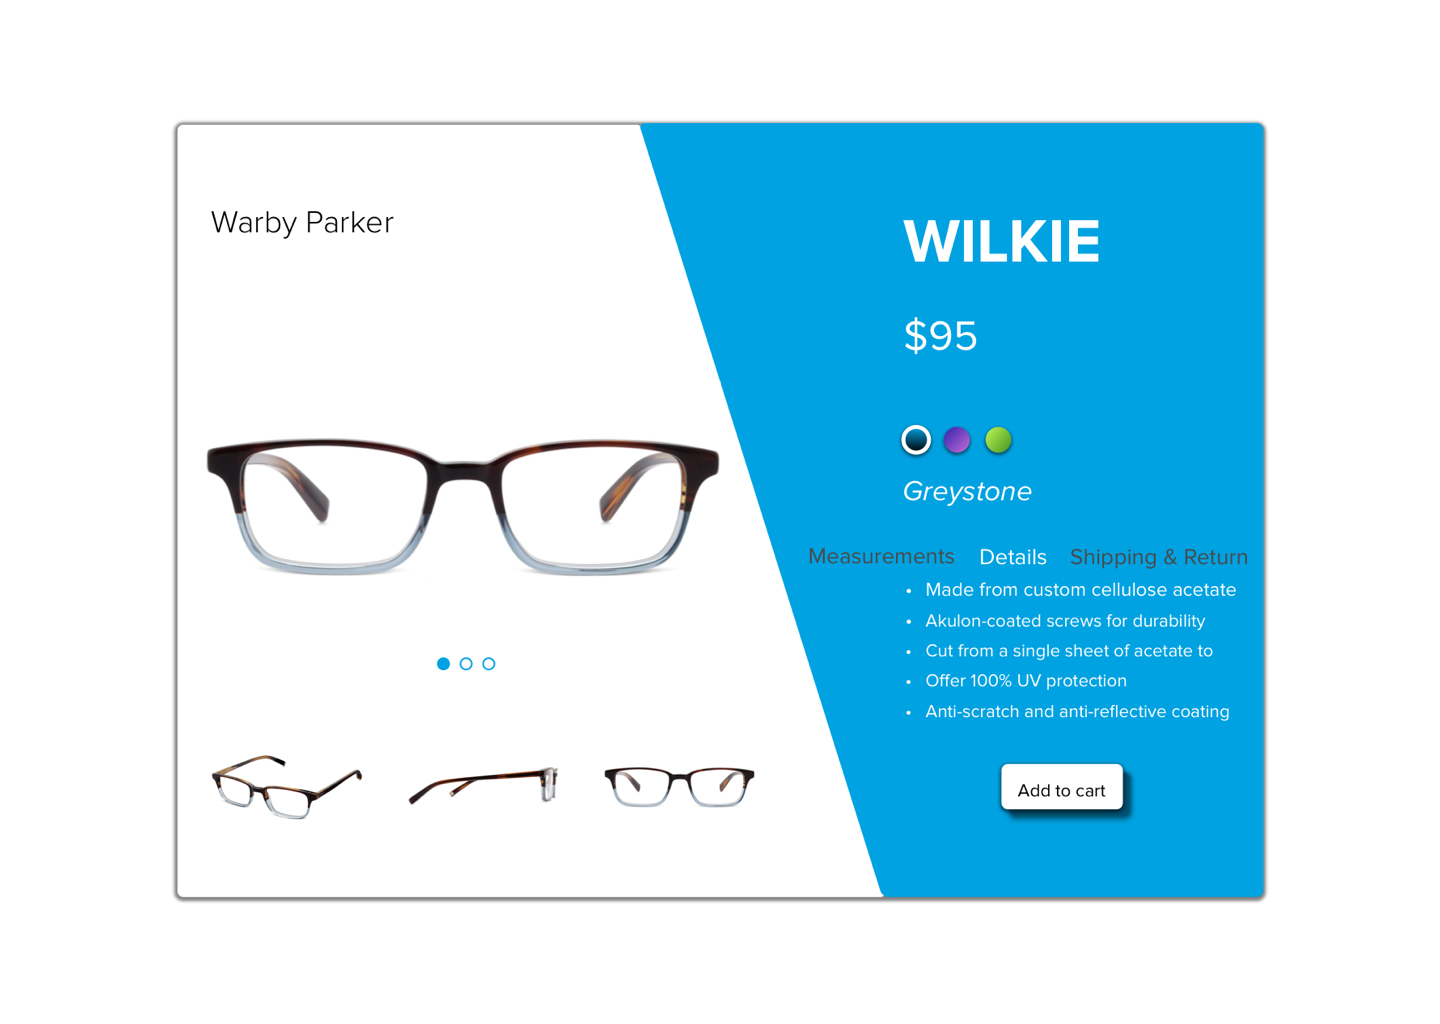 Warby Parker
WILKIE
$95
Greystone
Measurements Details Shipping & Return
• Made from custom cellulose acetate
• Akulon-coated screws for durability
• Cut from a single sheet of acetate to
• Offer 100% UV protection
• Anti-scratch and anti-reflective coating
Add to cart